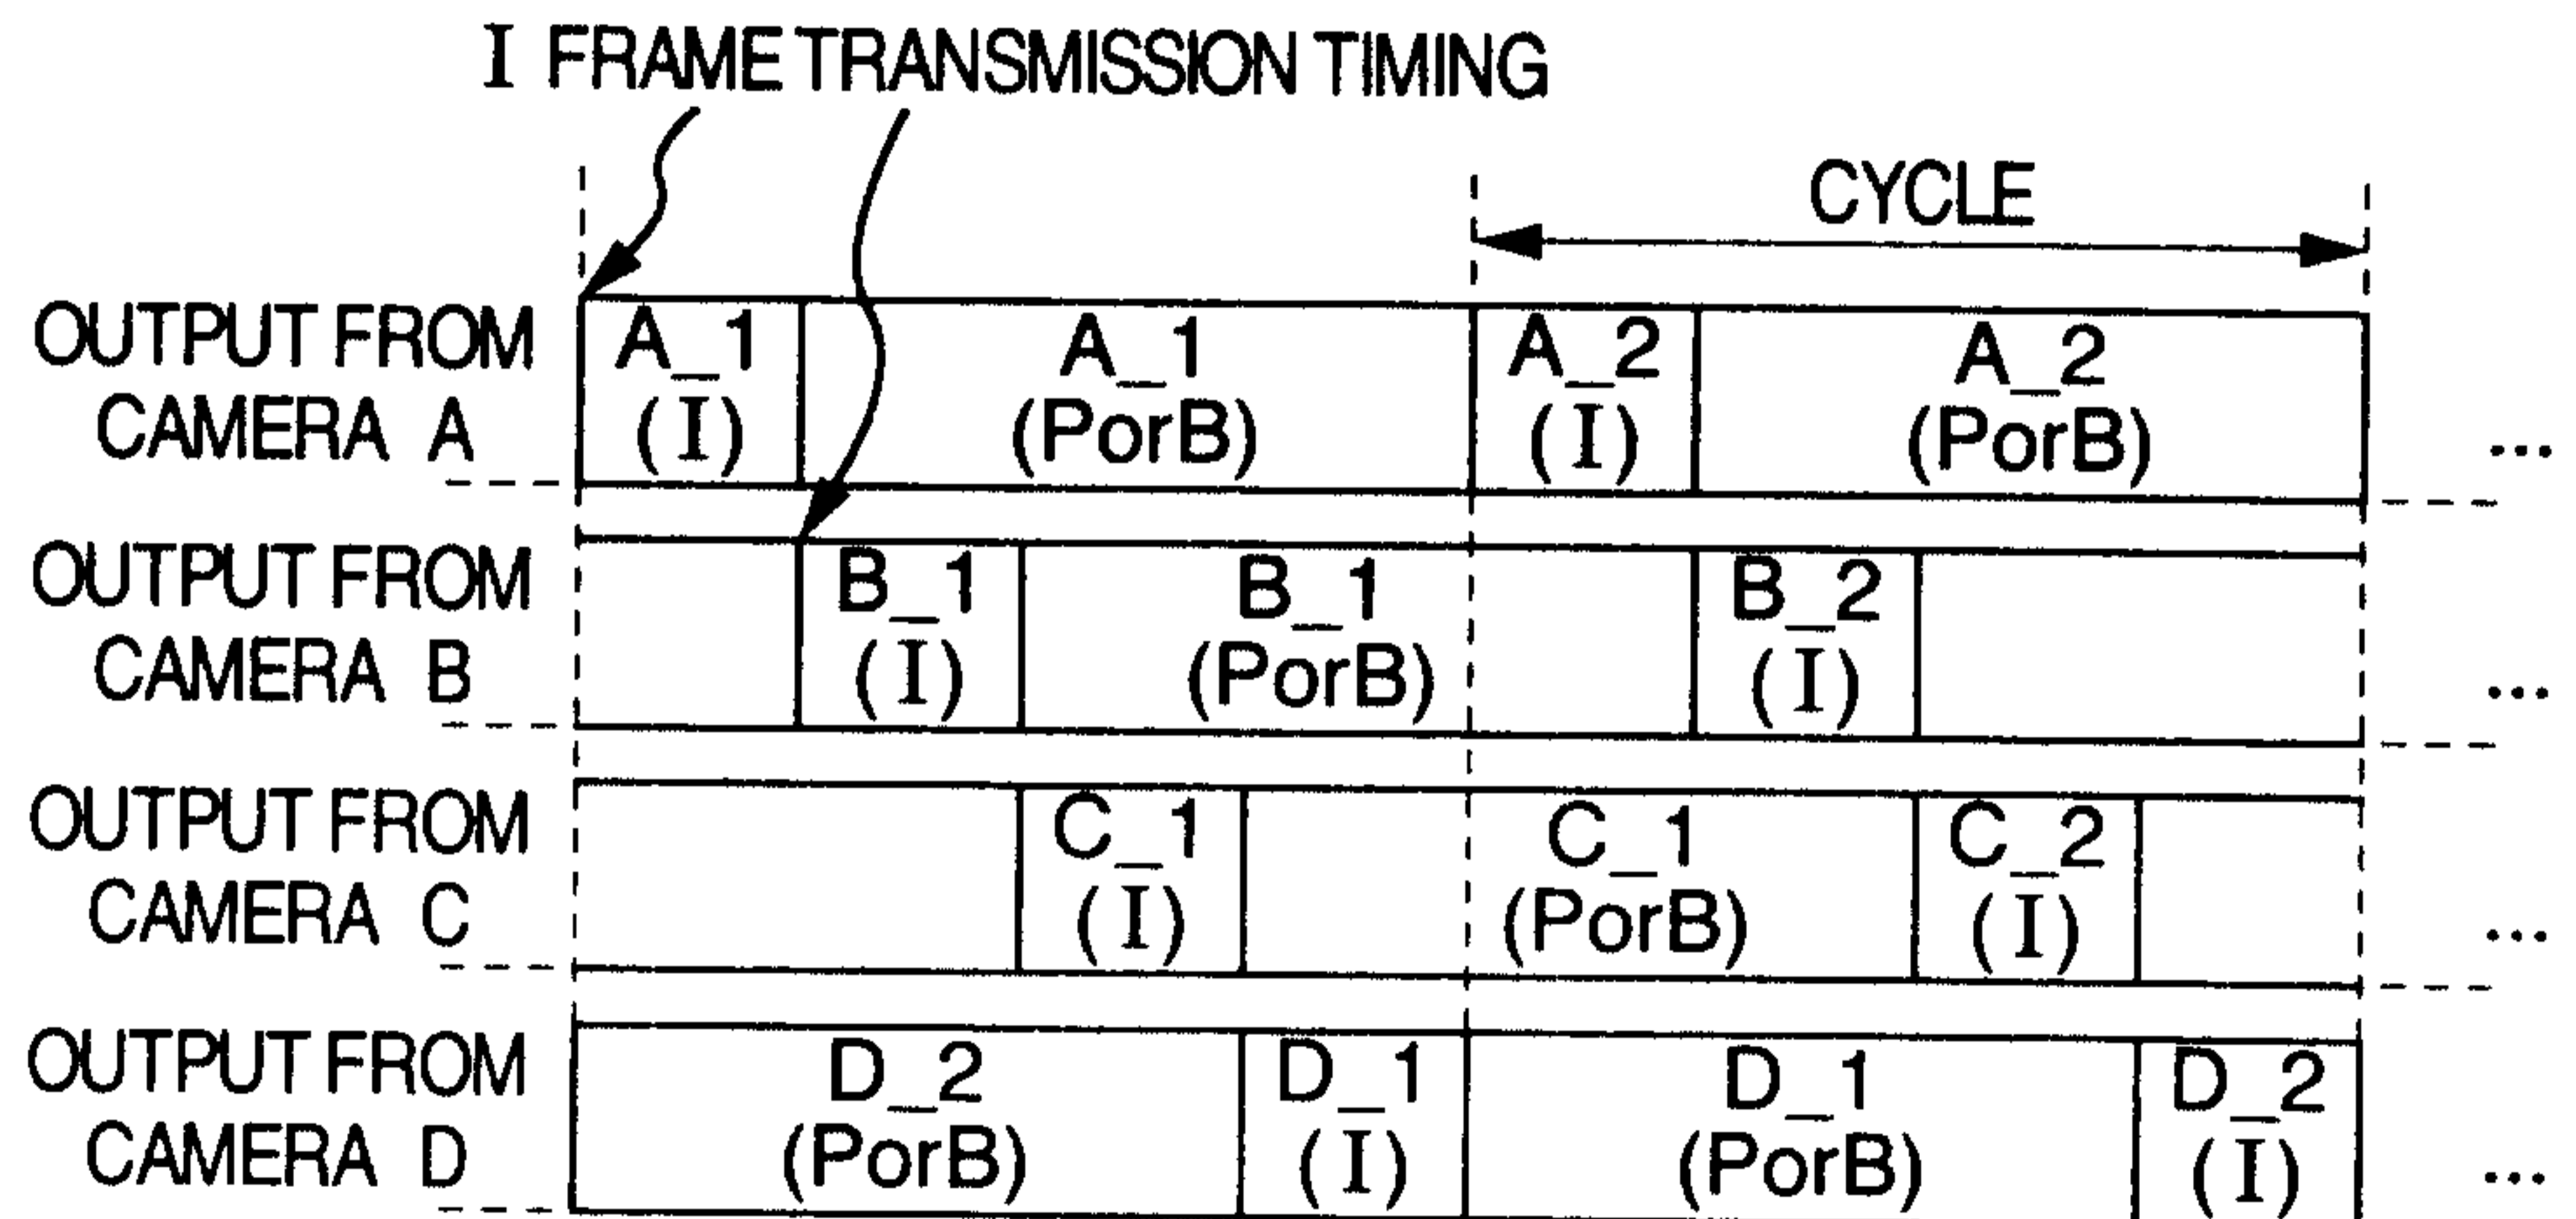 I FRAME TRANSMISSION TIMING
CYCLE
OUTPUT FROM
CAMERA A
A_1
(I)
A_1
(PorB)
A_2
(I)
A_2
(PorB)
...
OUTPUT FROM
CAMERA B
B_1
(I)
B_1
(PorB)
B_2
(I)
...
OUTPUT FROM
CAMERA C
C_1
(I)
C_1
(PorB)
C_2
(I)
...
OUTPUT FROM
CAMERA D
D_2
(PorB)
D_1
(I)
D_1
(PorB)
D_2
(I)
...